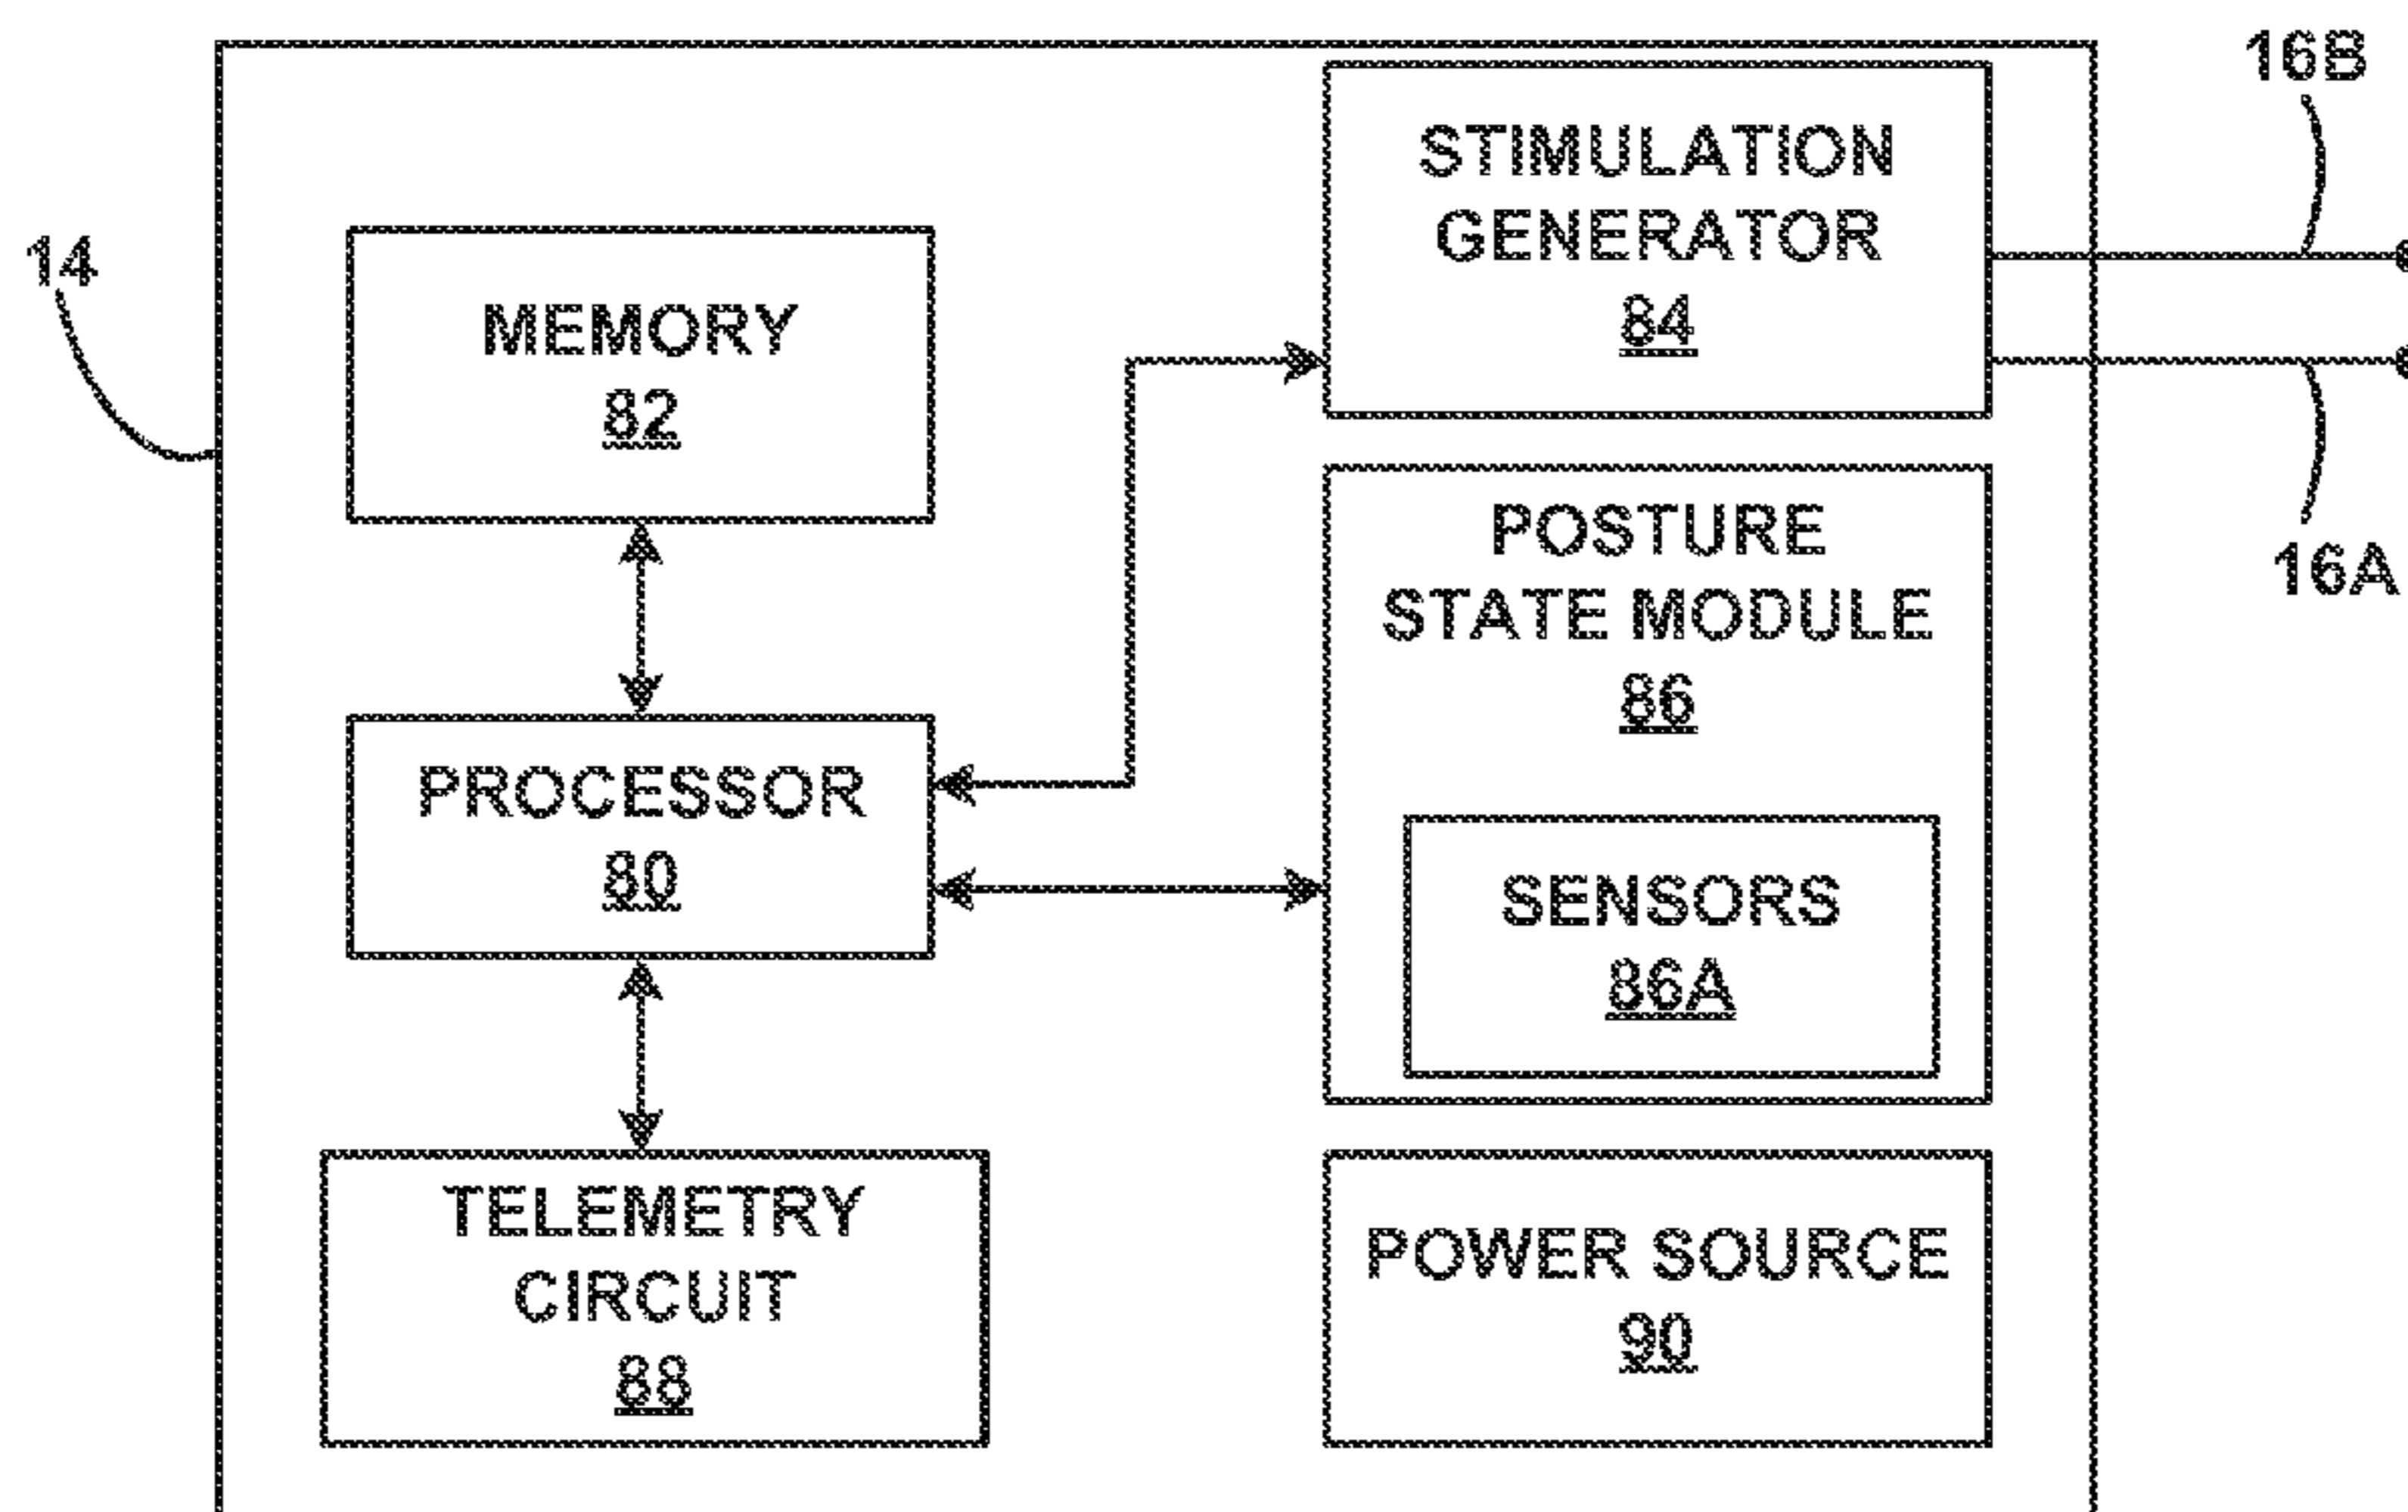 14
MEMORY
82
PROCESSOR
80
TELEMETRY
CIRCUIT
88
STIMULATION
GENERATOR
84
POSTURE
STATE MODULE
86
SENSORS
86A
POWER SOURCE
90
16B
16A